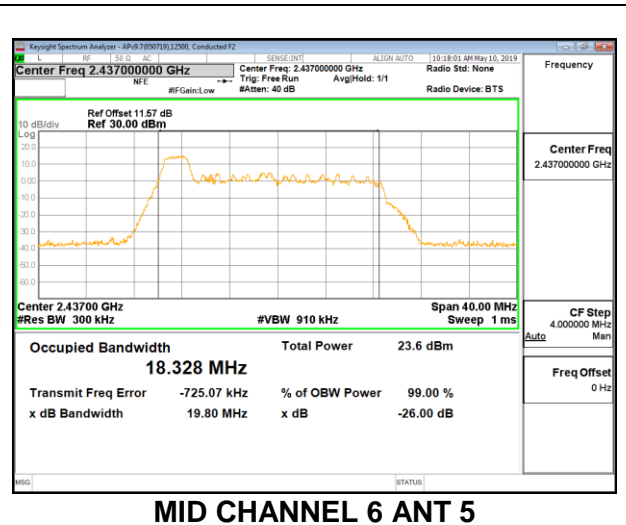 Keysight Spectrum Analyzer - APv9.7(050719),12500, Conducted F2
L RF 50 Ω AC SENSE:INT ALIGN AUTO 10:18:01 AM May 10, 2019
Center Freq 2.437000000 GHz Center Freq: 2.437000000 GHz Radio Std: None Frequency
NFE Trig: Free Run Avg|Hold: 1/1
#IFGain:Low #Atten: 40 dB Radio Device: BTS
Ref Offset 11.57 dB
10 dB/div Ref 30.00 dBm
Log
20.0
10.0
0.00
-10.0
-20.0
-30.0
-40.0
-50.0
-60.0
Center Freq
2.437000000 GHz
Center 2.43700 GHz Span 40.00 MHz
#Res BW 300 kHz #VBW 910 kHz Sweep 1 ms
CF Step
4.000000 MHz
Auto Man
Occupied Bandwidth Total Power 23.6 dBm
18.328 MHz
Transmit Freq Error -725.07 kHz % of OBW Power 99.00 %
x dB Bandwidth 19.80 MHz x dB -26.00 dB
Freq Offset
0 Hz
MSG STATUS
MID CHANNEL 6 ANT 5